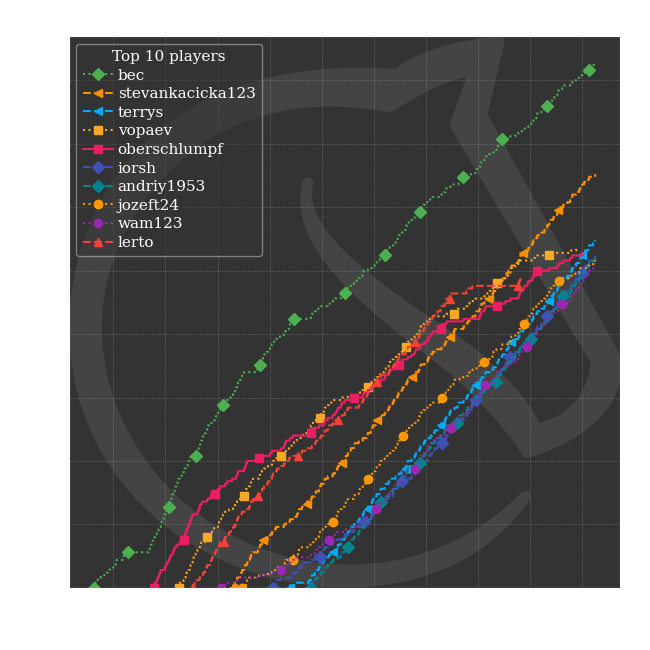 Top 10 players
bec
stevankacicka123
terrys
vopaev
oberschlumpf
iorsh
andriy1953
jozeft24
wam123
lerto